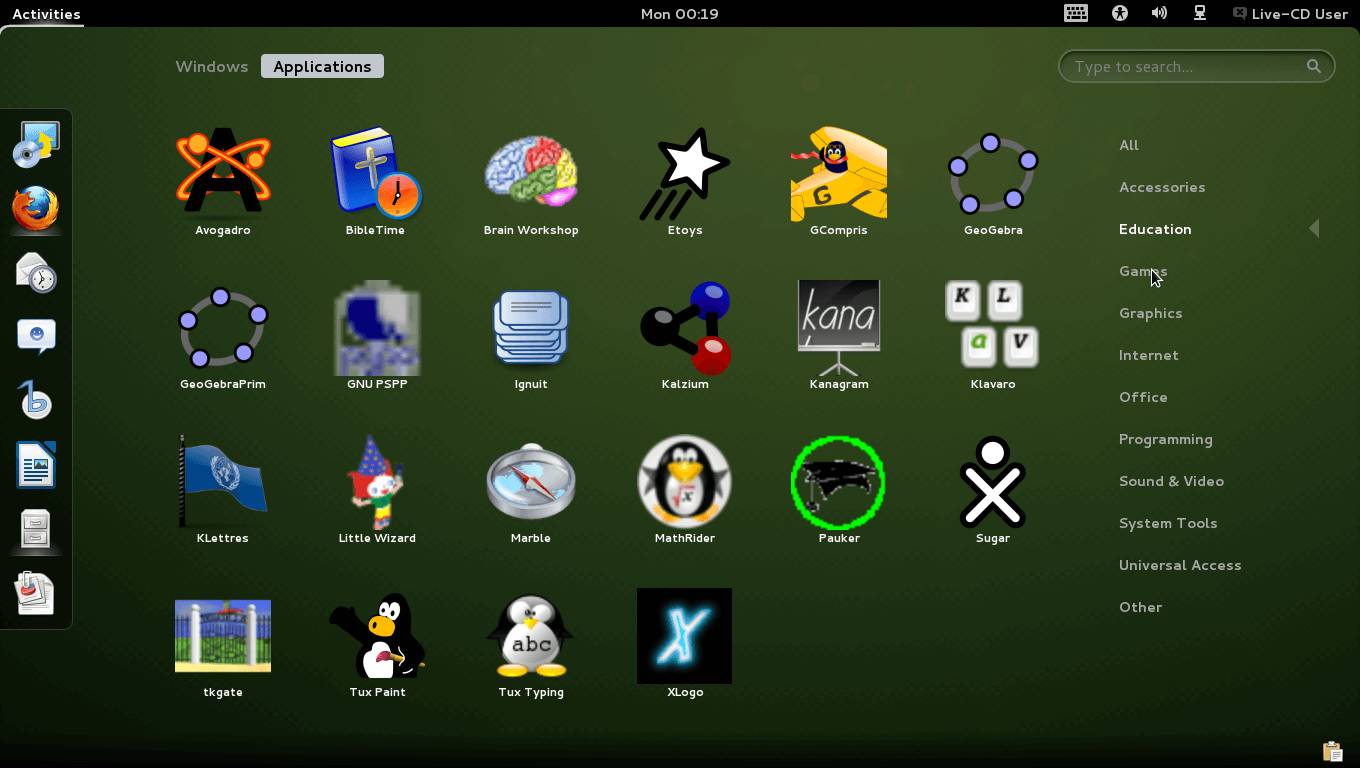 Activities
Mon 00:19
Live-CD User
Windows
Applications
Type to search...
Avogadro
BibleTime
Brain Workshop
Etoys
G
GCompris
GeoGebra
pspp
GeoGebraPrim
GNU PSPP
Ignuit
Kalzium
kana
Kanagram
K L
a V
Klavaro
KLettres
Little Wizard
Marble
x
MathRider
Pauker
Sugar
tkgate
Tux Paint
abc
Tux Typing
X
XLogo
All
Accessories
Education
Games
Graphics
Internet
Office
Programming
Sound & Video
System Tools
Universal Access
Other